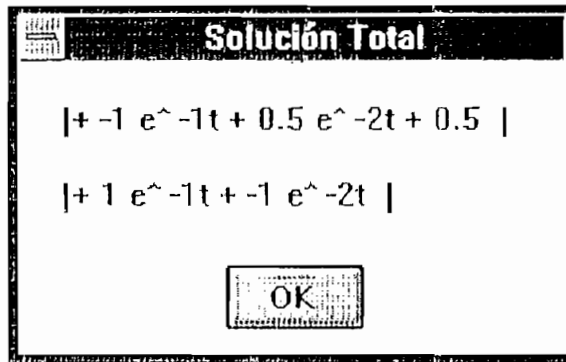 Solución Total
|+ -1 e^ -1t + 0.5 e^ -2t + 0.5 |
|+ 1 e^ -1t + -1 e^ -2t |
OK